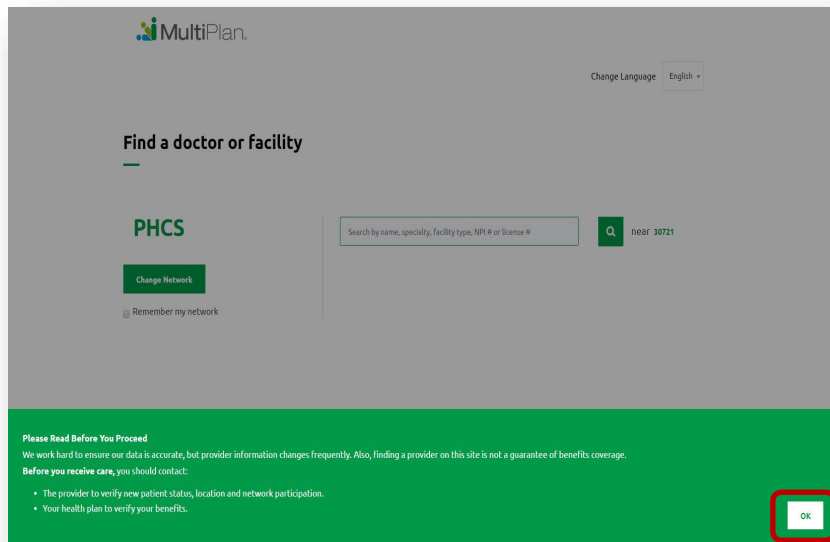 MultiPlan.
Change Language English
Find a doctor or facility
PHCS
Search by name, specialty, facility type, NPI # or license #
near 30721
Change Network
Remember my network
Please Read Before You Proceed
We work hard to ensure our data is accurate, but provider information changes frequently. Also, finding a provider on this site is not a guarantee of benefits coverage.
Before you receive care, you should contact:
• The provider to verify new patient status, location and network participation.
• Your health plan to verify your benefits.
OK